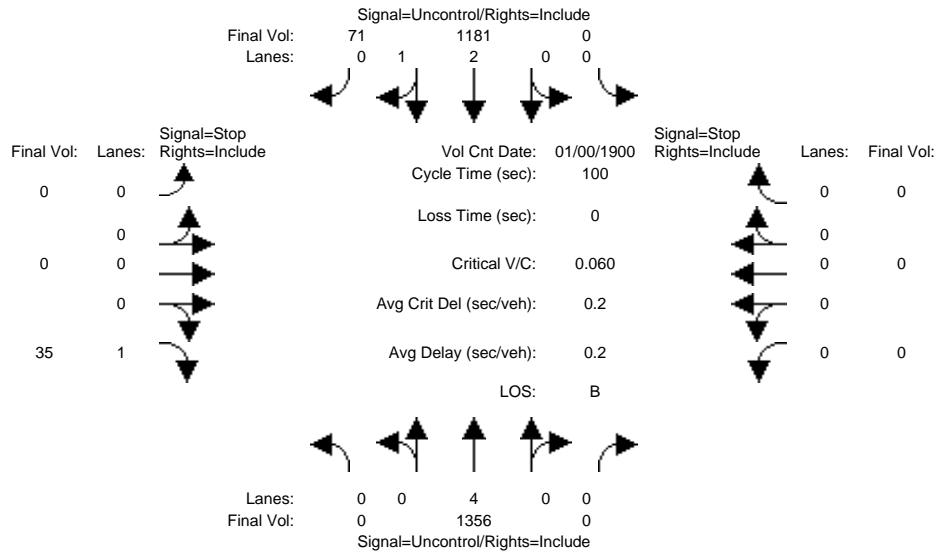 Signal=Uncontrol/Rights=Include
Final Vol: 71 1181 0
Lanes: 0 1 2 0 0
Signal=Stop
Final Vol: Lanes: Rights=Include
Vol Cnt Date: 01/00/1900
Signal=Stop
Rights=Include Lanes: Final Vol:
0 0
Cycle Time (sec): 100
0 0
0
Loss Time (sec): 0
0
0 0
Critical V/C: 0.060
0 0
0
Avg Crit Del (sec/veh): 0.2
0
35 1
Avg Delay (sec/veh): 0.2
0 0
LOS: B
Lanes: 0 0 4 0 0
Final Vol: 0 1356 0
Signal=Uncontrol/Rights=Include